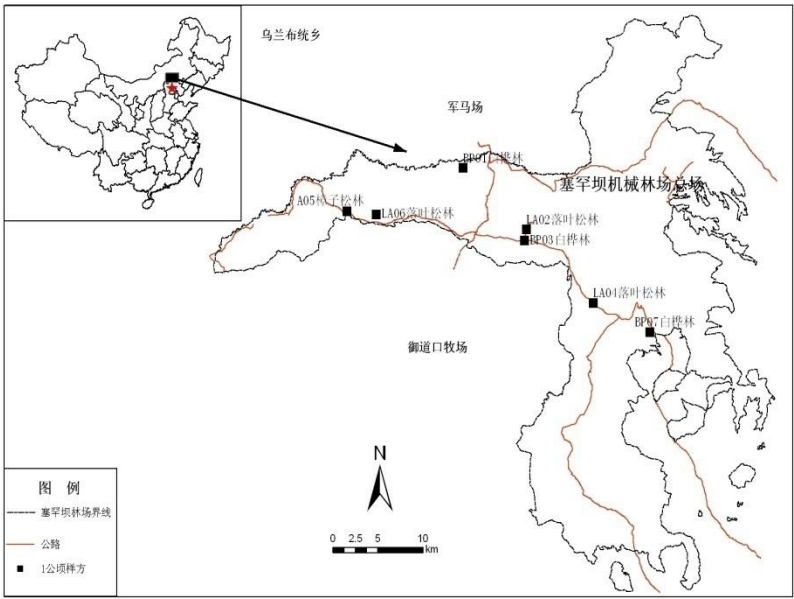 乌兰布统乡
军马场
BP01白桦林
塞罕坝机械林场总场
A05樟子松林
LA06落叶松林
LA02落叶松林
BP03白桦林
LA04落叶松林
BP07白桦林
御道口牧场
N
图 例
塞罕坝林场界线
公路
1公顷样方
0 2.5 5 10
km